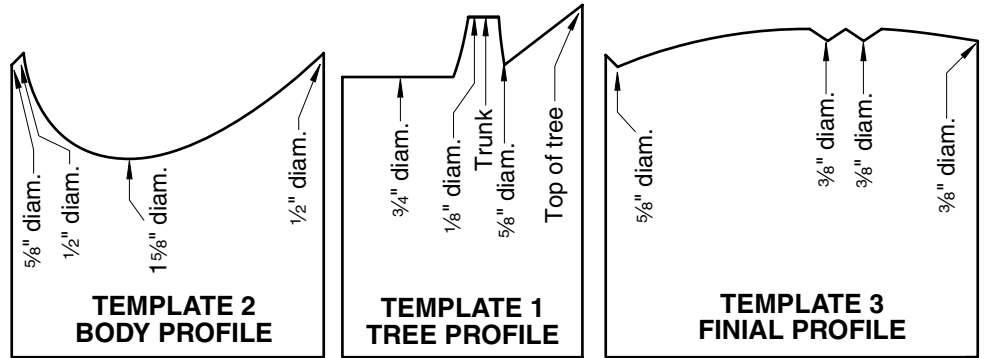 5/8" diam.
1/2" diam.
1 5/8" diam.
1/2" diam.
TEMPLATE 2
BODY PROFILE
3/4" diam.
1/8" diam.
Trunk
5/8" diam.
Top of tree
TEMPLATE 1
TREE PROFILE
5/8" diam.
3/8" diam.
3/8" diam.
3/8" diam.
TEMPLATE 3
FINIAL PROFILE